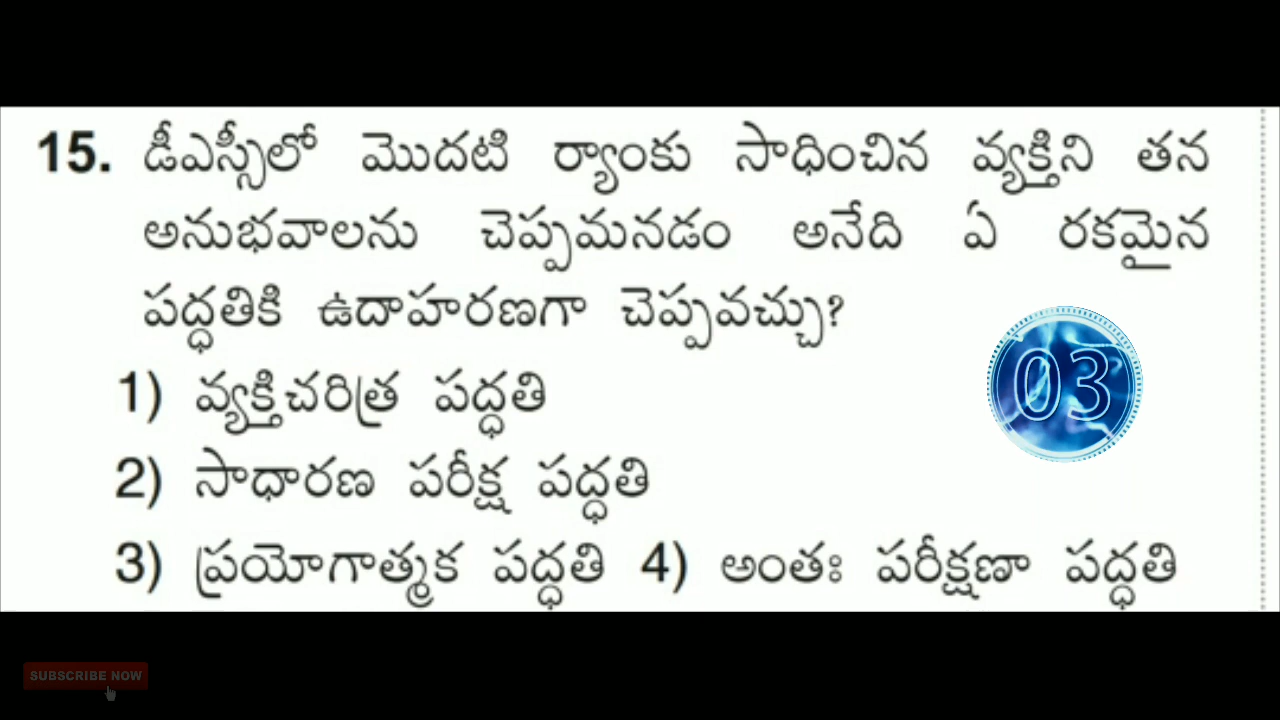 15. డీఎస్సీలో మొదటి ర్యాంకు సాధించిన వ్యక్తిని తన
అనుభవాలను చెప్పమనడం అనేది ఏ రకమైన
పద్ధతికి ఉదాహరణగా చెప్పవచ్చు?
1) వ్యక్తిచరిత్ర పద్ధతి
03
2) సాధారణ పరీక్ష పద్ధతి
3) ప్రయోగాత్మక పద్ధతి 4) అంతః పరీక్షణా పద్ధతి
SUBSCRIBE NOW